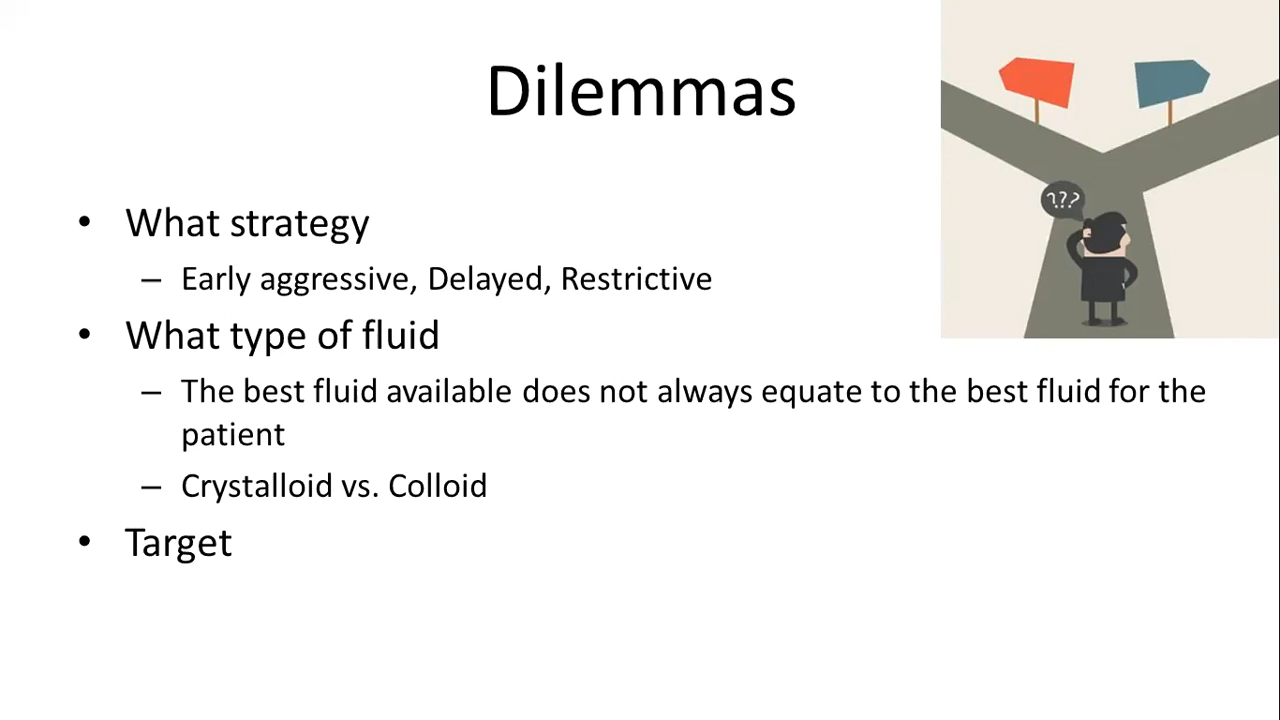 Dilemmas
???
• What strategy
– Early aggressive, Delayed, Restrictive
• What type of fluid
– The best fluid available does not always equate to the best fluid for the
patient
– Crystalloid vs. Colloid
• Target